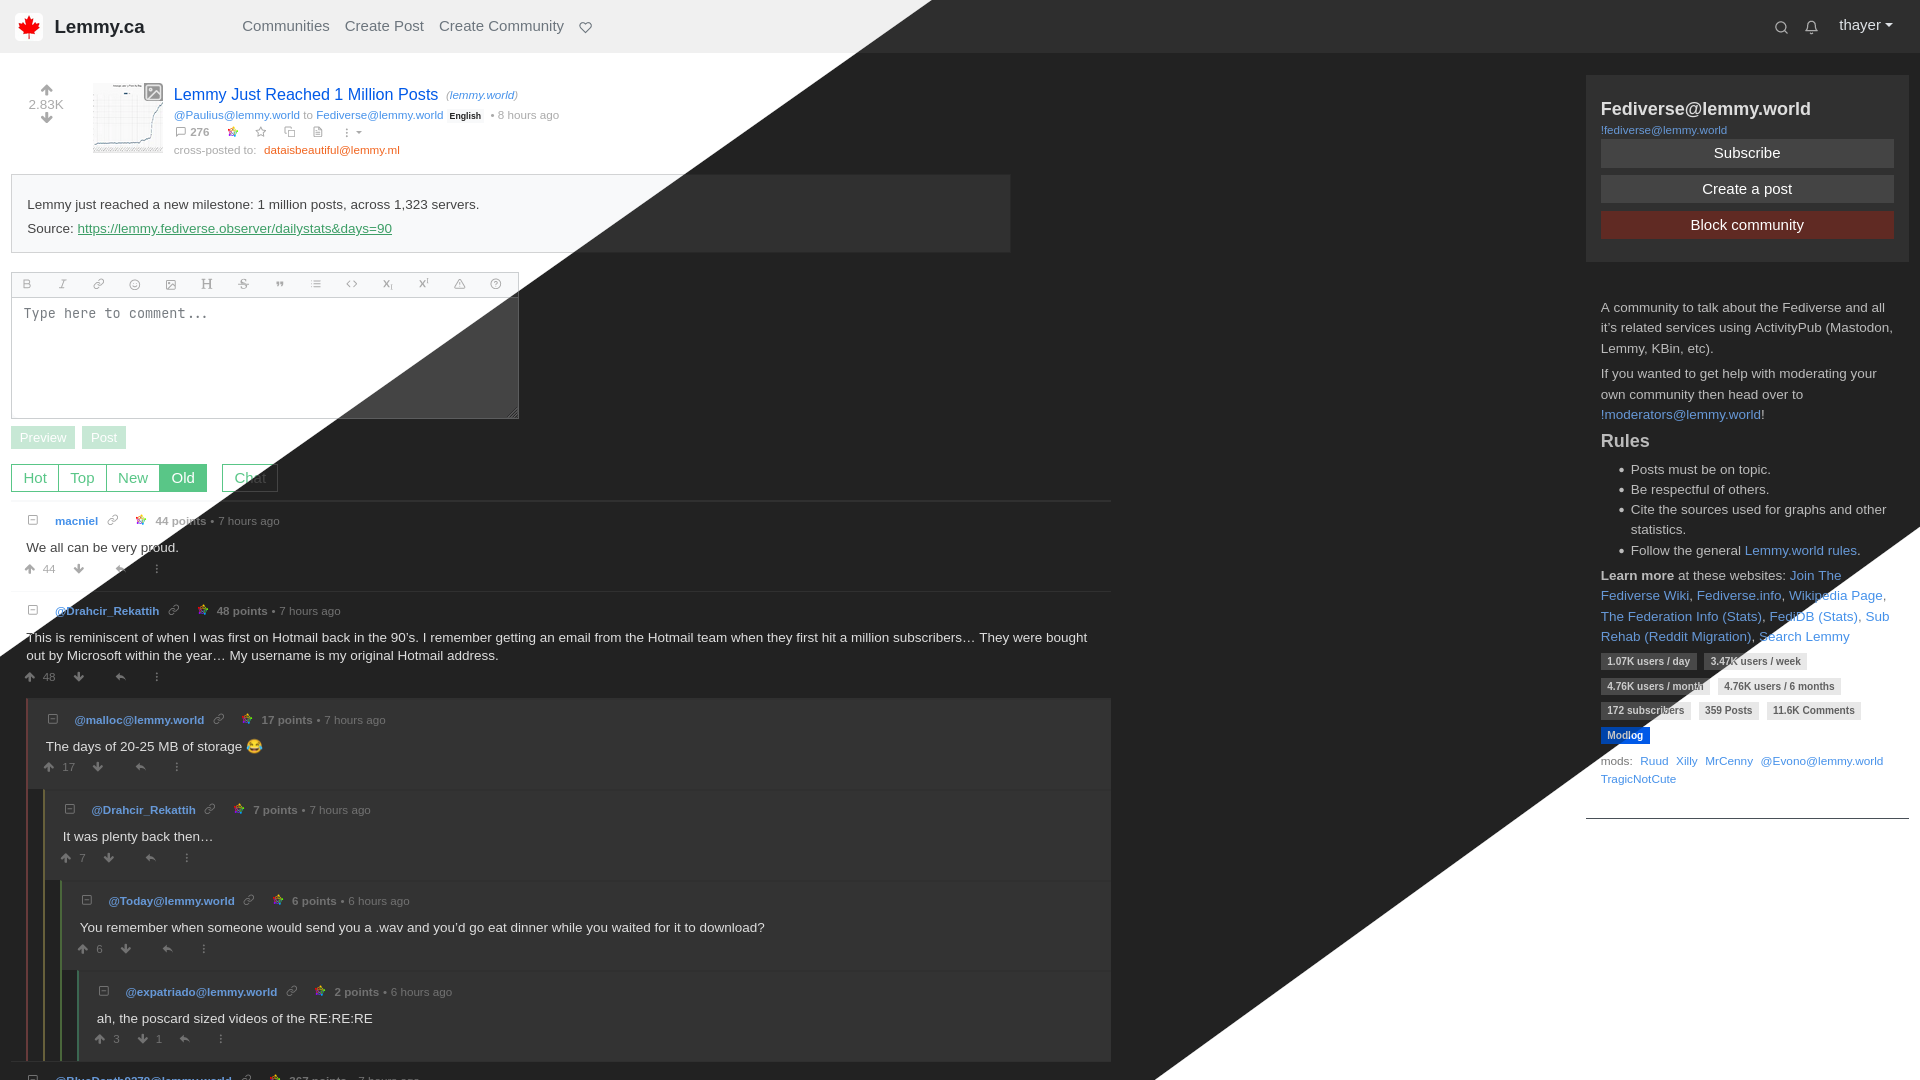 Lemmy.ca Communities Create Post Create Community thayer
Lemmy Just Reached 1 Million Posts (lemmy.world)
2.83K
@Paulius@lemmy.world to Fediverse@lemmy.world English • 8 hours ago
276
cross-posted to: dataisbeautiful@lemmy.ml
Lemmy just reached a new milestone: 1 million posts, across 1,323 servers.
Source: https://lemmy.fediverse.observer/dailystats&days=90
Type here to comment...
Preview Post
Hot Top New Old Chat
macniel 44 points • 7 hours ago
We all can be very proud.
44
@Drahcir_Rekattih 48 points • 7 hours ago
This is reminiscent of when I was first on Hotmail back in the 90’s. I remember getting an email from the Hotmail team when they first hit a million subscribers… They were bought
out by Microsoft within the year… My username is my original Hotmail address.
48
@malloc@lemmy.world 17 points • 7 hours ago
The days of 20-25 MB of storage 😂
17
@Drahcir_Rekattih 7 points • 7 hours ago
It was plenty back then…
7
@Today@lemmy.world 6 points • 6 hours ago
You remember when someone would send you a .wav and you’d go eat dinner while you waited for it to download?
6
@expatriado@lemmy.world 2 points • 6 hours ago
ah, the poscard sized videos of the RE:RE:RE
3 1
Fediverse@lemmy.world
!fediverse@lemmy.world
Subscribe
Create a post
Block community
A community to talk about the Fediverse and all
it’s related services using ActivityPub (Mastodon,
Lemmy, KBin, etc).
If you wanted to get help with moderating your
own community then head over to
!moderators@lemmy.world!
Rules
• Posts must be on topic.
• Be respectful of others.
• Cite the sources used for graphs and other
statistics.
• Follow the general Lemmy.world rules.
Learn more at these websites: Join The
Fediverse Wiki, Fediverse.info, Wikipedia Page,
The Federation Info (Stats), FediDB (Stats), Sub
Rehab (Reddit Migration), Search Lemmy
1.07K users / day 3.47K users / week
4.76K users / month 4.76K users / 6 months
172 subscribers 359 Posts 11.6K Comments
Modlog
mods: Ruud Xilly MrCenny @Evono@lemmy.world
TragicNotCute